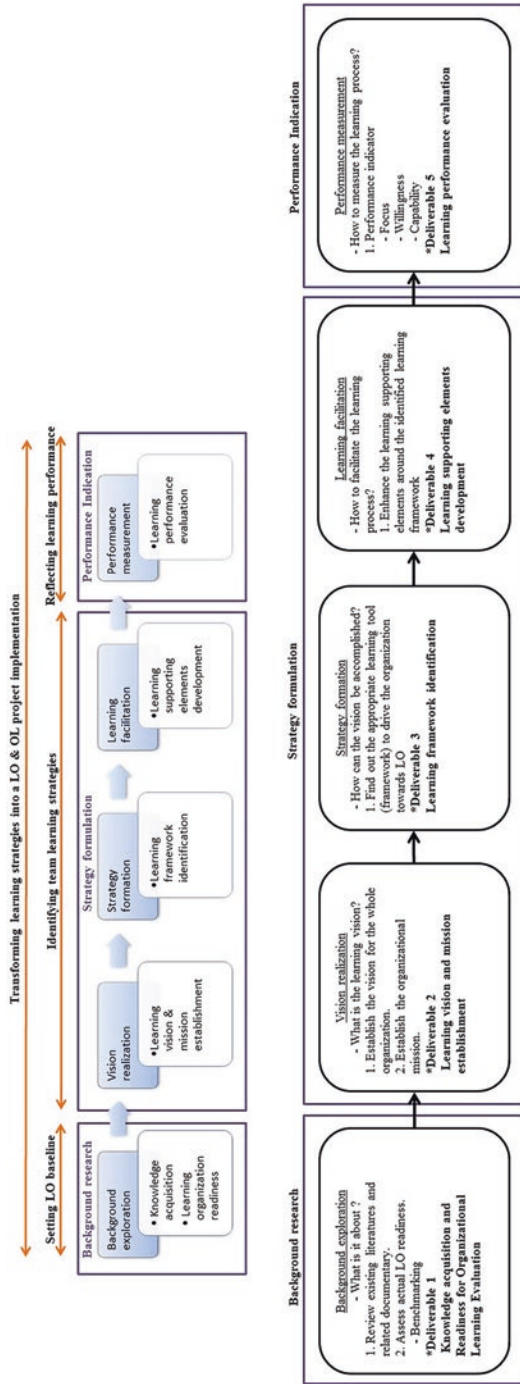 Transforming learning strategies into a LO & OL project implementation
Setting LO baseline
Identifying team learning strategies
Reflecting learning performance
Background research
Background
exploration
• Knowledge
acquisition
• Learning
organization
readiness
Strategy formulation
Vision
realization
•Learning
vision &
mission
establishment
Strategy
formation
•Learning
framework
identification
Learning
facilitation
•Learning
supporting
elements
development
Performance Indication
Performance
measurement
•Learning
performance
evaluation
Background research
Background exploration
- What is it about ?
1. Review existing literatures and
related documentary.
2. Assess actual LO readiness.
- Benchmarking
*Deliverable 1
Knowledge acquisition and
Readiness for Organizational
Learning Evaluation
Strategy formulation
Vision realization
- What is the learning vision?
1. Establish the vision for the whole
organization.
2. Establish the organizational
mission.
*Deliverable 2
Learning vision and mission
establishment
Strategy formation
- How can the vision be accomplished?
1. Find out the appropriate learning tool
(framework) to drive the organization
towards LO
*Deliverable 3
Learning framework identification
Learning facilitation
- How to facilitate the learning
process?
1. Enhance the learning supporting
elements around the identified learning
framework
*Deliverable 4
Learning supporting elements
development
Performance Indication
Performance measurement
- How to measure the learning process?
1. Performance indicator
- Focus
- Willingness
- Capability
*Deliverable 5
Learning performance evaluation